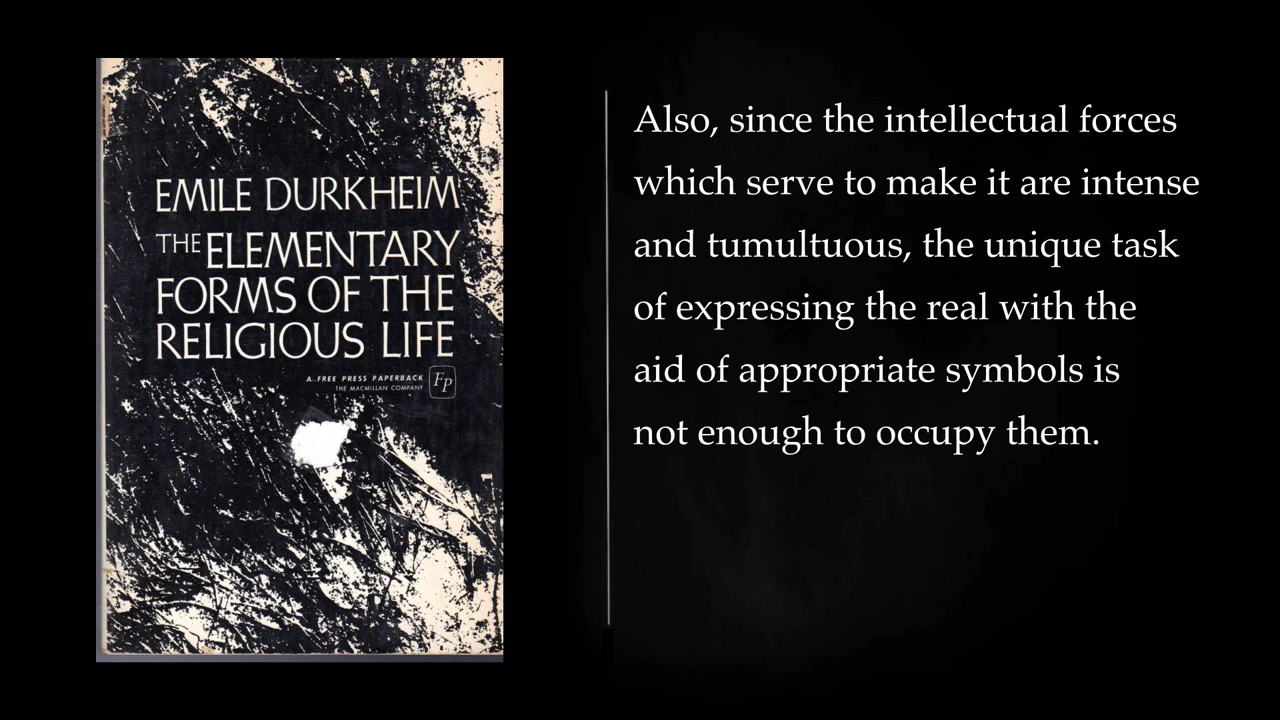 EMILE DURKHEIM
THE ELEMENTARY
FORMS OF THE
RELIGIOUS LIFE
A FREE PRESS PAPERBACK
THE MACMILLAN COMPANY
Fp
Also, since the intellectual forces
which serve to make it are intense
and tumultuous, the unique task
of expressing the real with the
aid of appropriate symbols is
not enough to occupy them.